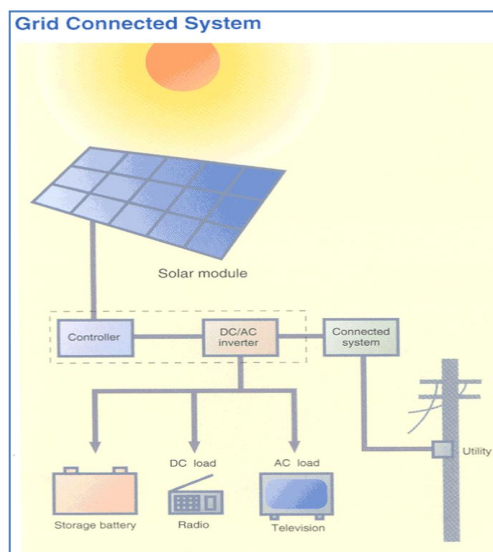 Grid Connected System
Solar module
Controller
DC/AC
inverter
Connected
system
Utility
DC load
AC load
Storage battery
Radio
Television